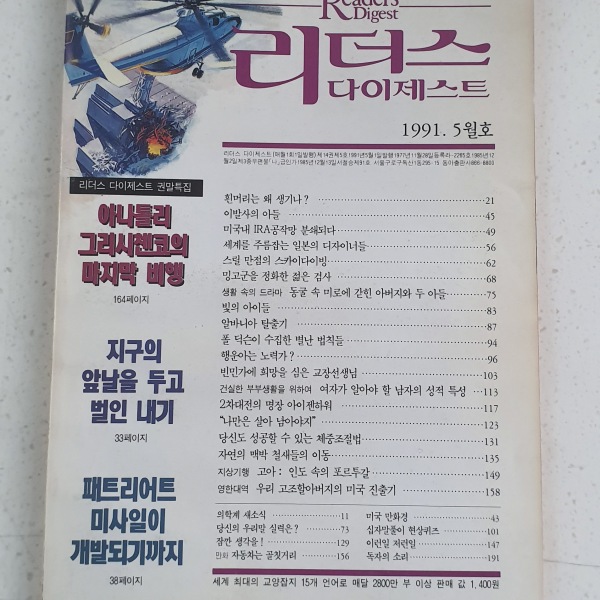 Readers
Digest
리더스
다이제스트
1991. 5월호
리더스 다이제스트 권말특집
아나톨리
그리시첸코의
마지막 비행
164페이지
지구의
앞날을 두고
벌인 내기
33페이지
패트리어트
미사일이
개발되기까지
38페이지
흰머리는 왜 생기나? 21
이발사의 아들 45
미국내 IRA공작망 분쇄되다 49
세계를 주름잡는 일본의 디자이너들 56
스릴 만점의 스카이다이빙 62
밍고군을 정화한 젊은 검사 68
생활 속의 드라마 동굴 속 미로에 갇힌 아버지와 두 아들 75
빛의 아이들 83
알바니아 탈출기 87
폴 딕슨이 수집한 별난 법칙들 94
행운아는 노력가? 96
빈민가에 희망을 심은 교장선생님 103
건실한 부부생활을 위하여 여자가 알아야 할 남자의 성적 특성 113
2차대전의 명장 아이젠하워 117
“나만은 살아 남아야지” 123
당신도 성공할 수 있는 체중조절법 131
자연의 맥박 철새들의 이동 135
지상기행 고아: 인도 속의 포르투갈 149
영한대역 우리 고조할아버지의 미국 진출기 158
의학계 새소식 11
당신의 우리말 실력은? 73
잠깐 생각을! 129
만화 자동차는 골칫거리 156
미국 만화경 43
십자말풀이 현상퀴즈 101
이런일 저런일 147
독자의 소리 191
세계 최대의 교양잡지 15개 언어로 매달 2800만 부 이상 판매 값 1,400원